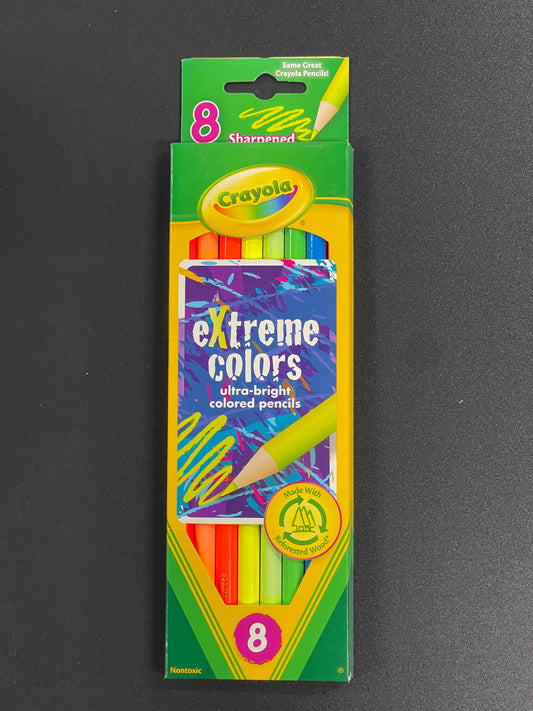 Same Great
Crayola Pencils!
8
Sharpened
Crayola
®
eXtreme
colors
ultra-bright
colored pencils
Made With
Reforested Wood*
8
Nontoxic
®